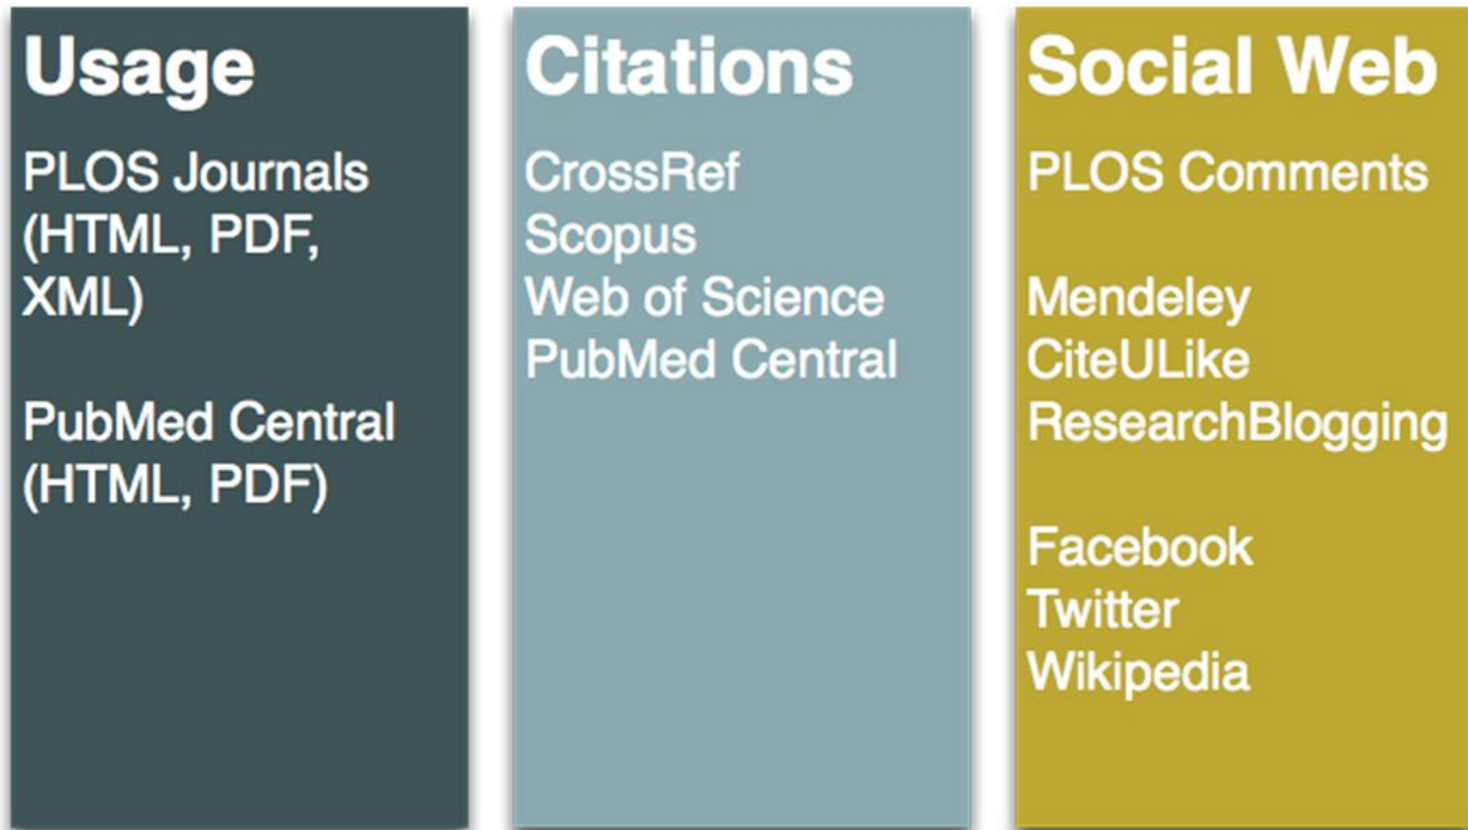 Usage
PLOS Journals
(HTML, PDF,
XML)
PubMed Central
(HTML, PDF)
Citations
CrossRef
Scopus
Web of Science
PubMed Central
Social Web
PLOS Comments
Mendeley
CiteULike
ResearchBlogging
Facebook
Twitter
Wikipedia